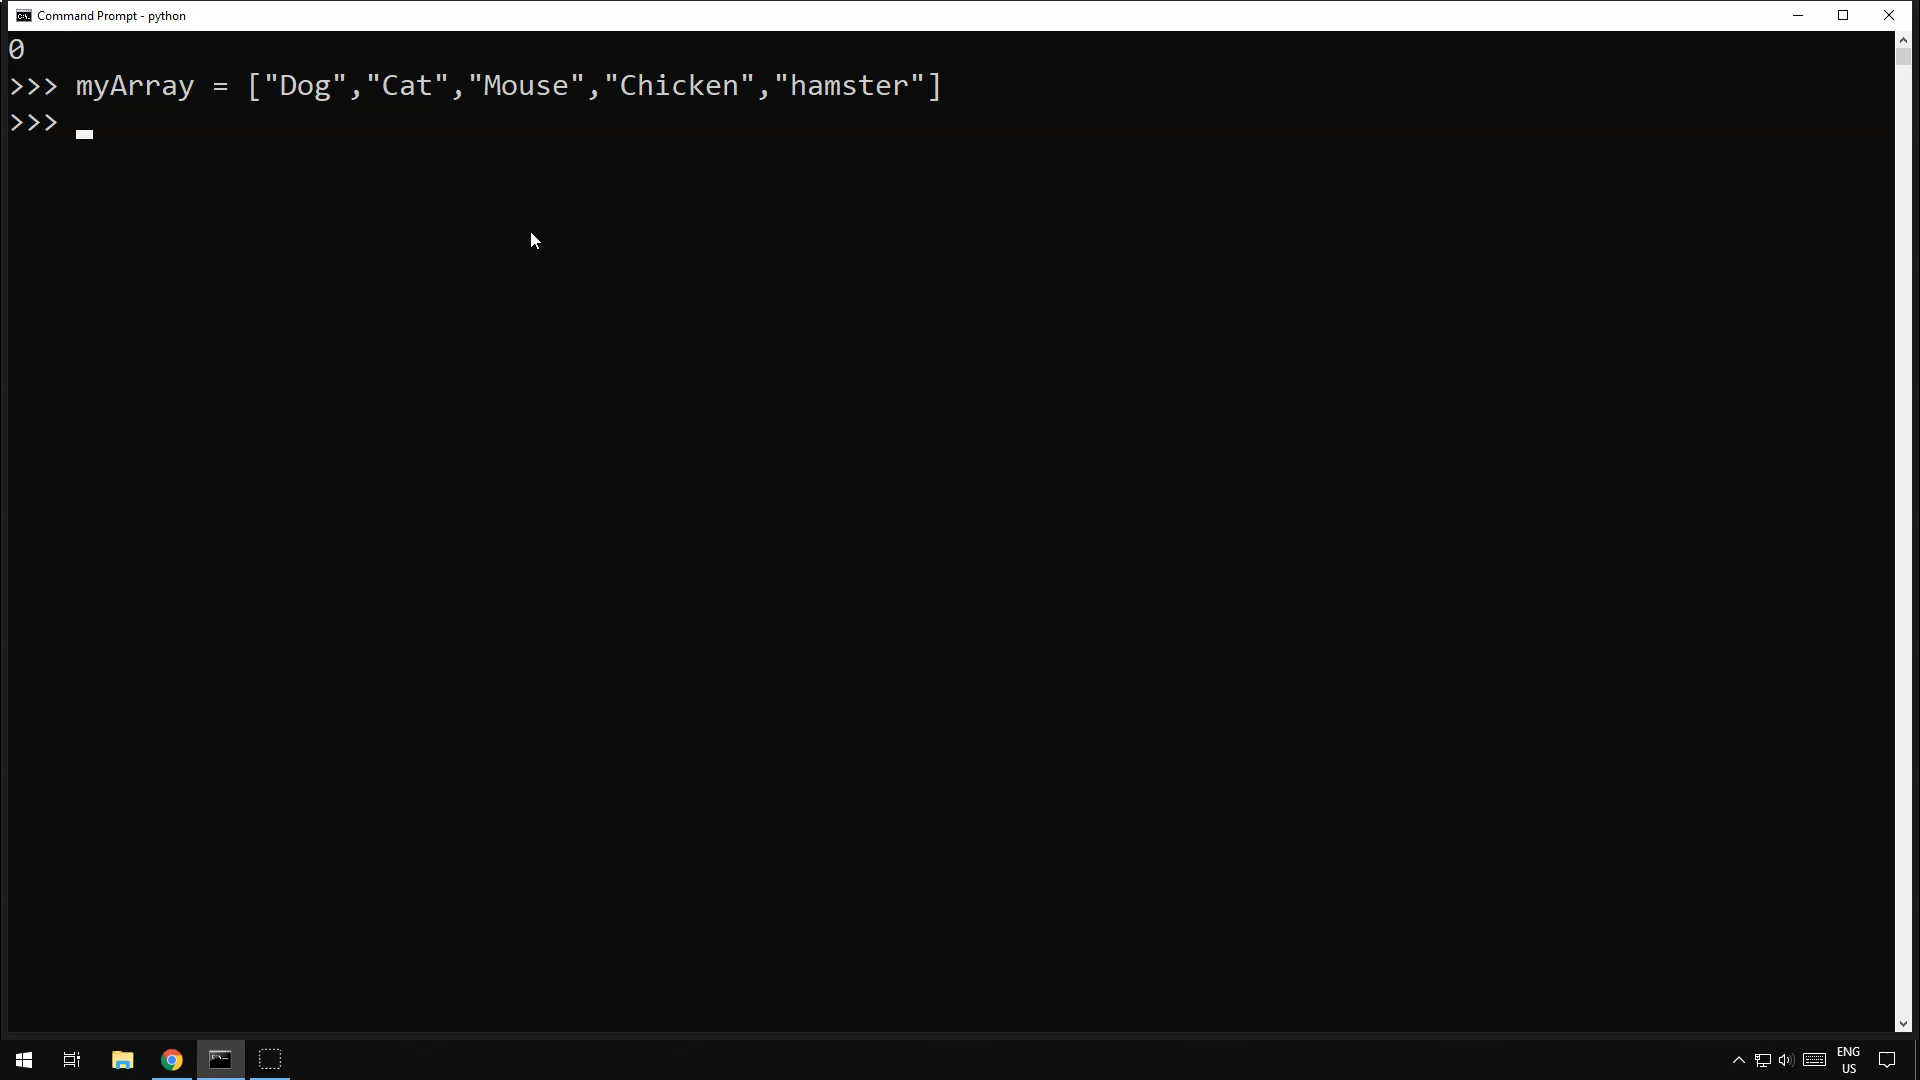 Command Prompt - python
0
>>> myArray = ["Dog","Cat","Mouse","Chicken","hamster"]
>>>
ENG
US